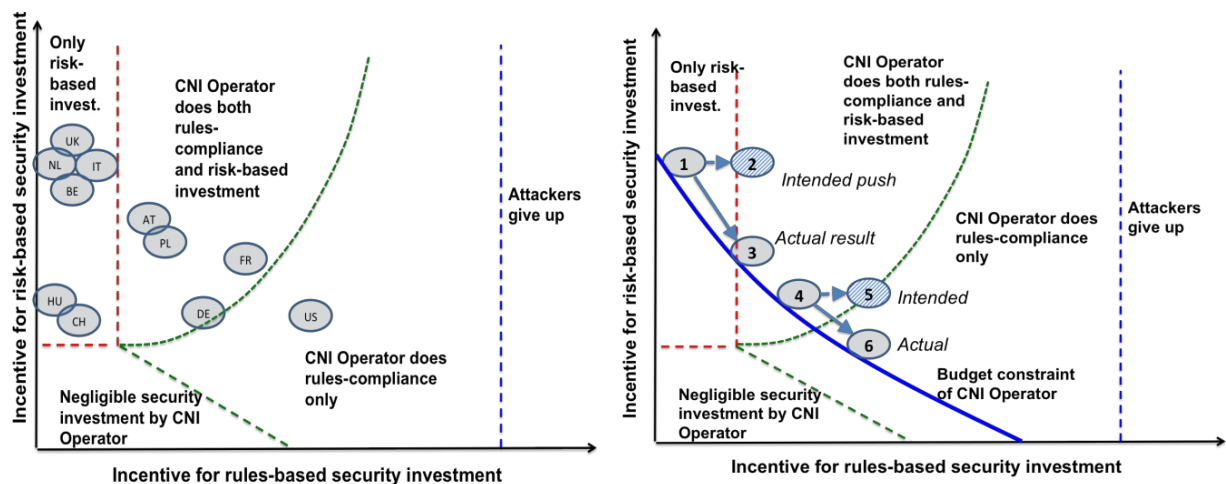 Incentive for risk-based security investment
Only
risk-
based
invest.
CNI Operator
does both
rules-
compliance
and risk-based
investment
UK
NL
IT
BE
AT
PL
FR
HU
CH
DE
US
Attackers
give up
CNI Operator does
rules-compliance
only
Negligible security
investment by CNI
Operator
Incentive for rules-based security investment
Incentive for risk-based security investment
Only risk-
based
invest.
CNI Operator
does both rules-
compliance and
risk-based
investment
1
2
Intended push
3
Actual result
CNI Operator does
rules-compliance
only
Attackers
give up
4
5
Intended
6
Actual
Budget constraint
of CNI Operator
Negligible security
investment by CNI
Operator
Incentive for rules-based security investment